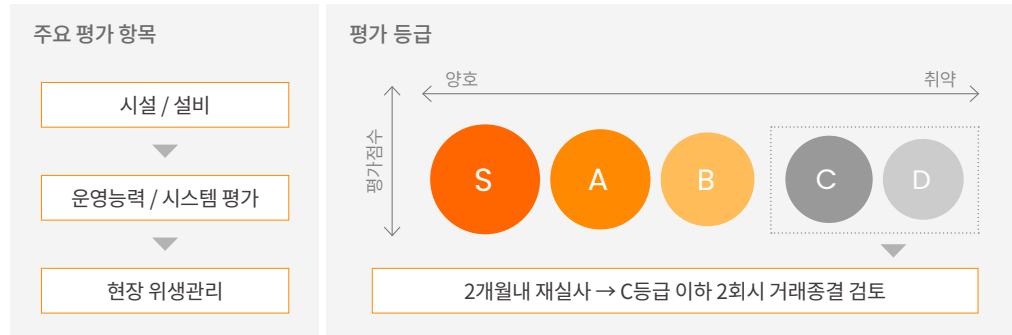 주요 평가 항목
시설 / 설비
운영능력 / 시스템 평가
현장 위생관리
평가 등급
양호
취약
평가점수
S
A
B
C
D
2개월내 재실사 → C등급 이하 2회시 거래종결 검토